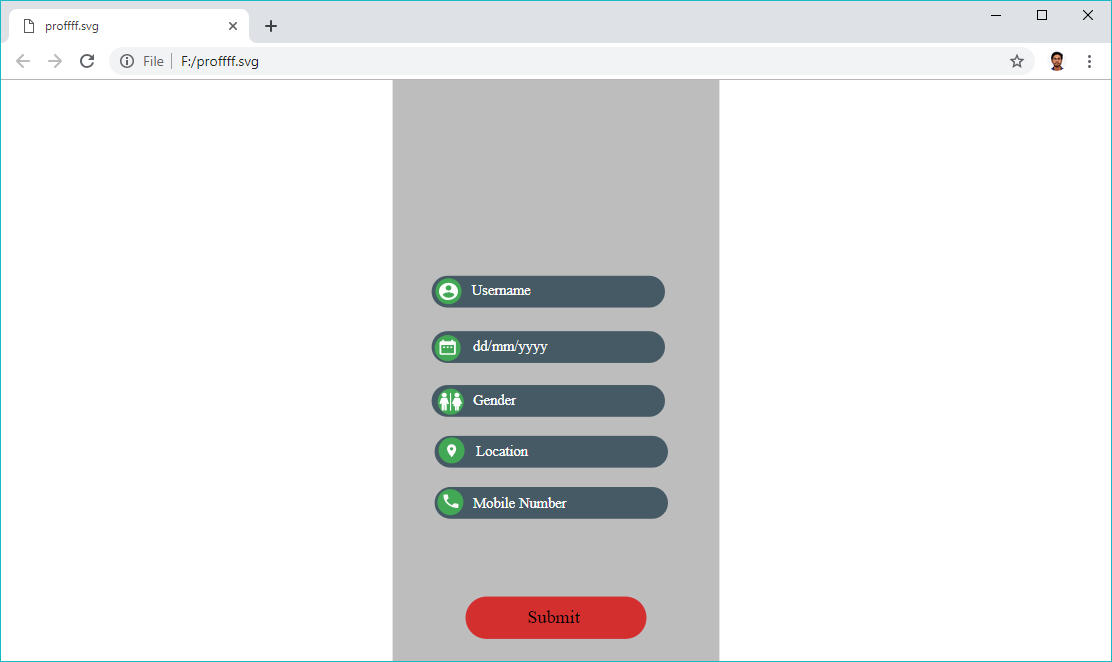 proffff.svg
File
F:/proffff.svg
Username
dd/mm/yyyy
Gender
Location
Mobile Number
Submit